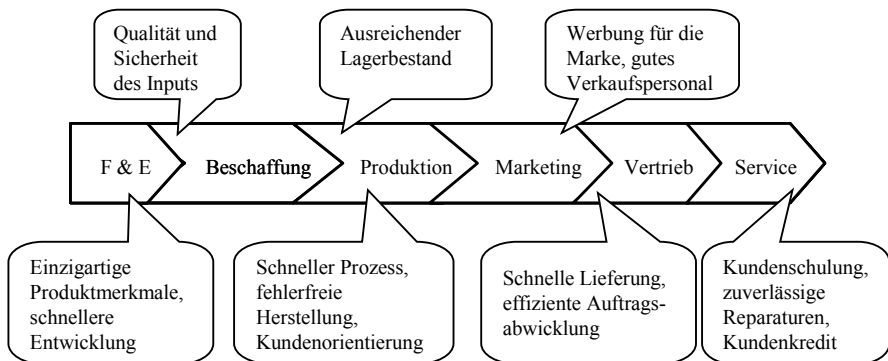 Qualität und
Sicherheit
des Inputs
Ausreichender
Lagerbestand
Werbung für die
Marke, gutes
Verkaufspersonal
F & E
Beschaffung
Produktion
Marketing
Vertrieb
Service
Einzigartige
Produktmerkmale,
schnellere
Entwicklung
Schneller Prozess,
fehlerfreie
Herstellung,
Kundenorientierung
Schnelle Lieferung,
effiziente Auftrags-
abwicklung
Kundenschulung,
zuverlässige
Reparaturen,
Kundenkredit